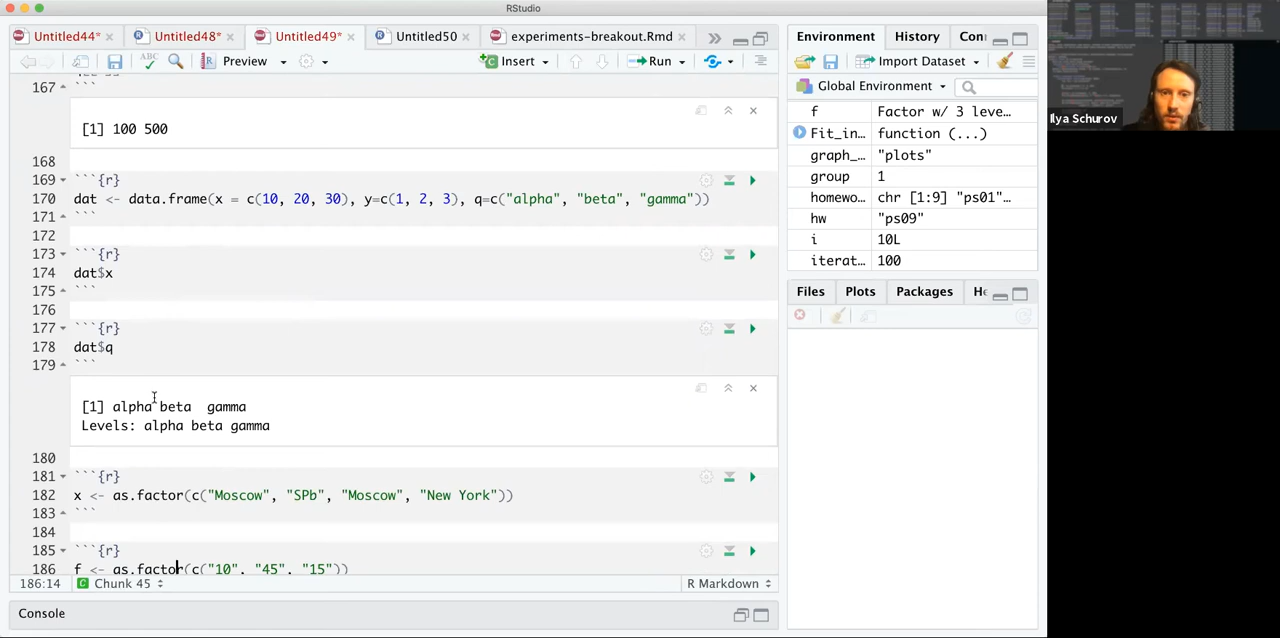 RStudio
Untitled44* × Untitled48* × Untitled49* × Untitled50 × experiments-breakout.Rmd ×
ABC Preview Insert Run
167 ```
[1] 100 500
168
169 ```{r}
170 dat <- data.frame(x = c(10, 20, 30), y=c(1, 2, 3), q=c("alpha", "beta", "gamma"))
171 ```
172
173 ```{r}
174 dat$x
175 ```
176
177 ```{r}
178 dat$q
179 ```
[1] alpha beta  gamma
Levels: alpha beta gamma
180
181 ```{r}
182 x <- as.factor(c("Moscow", "SPb", "Moscow", "New York"))
183 ```
184
185 ```{r}
186 f <- as.factor(c("10", "45", "15"))
186:14 Chunk 45 R Markdown
Console
Environment History Con
Import Dataset
Global Environment
f Factor w/ 3 leve…
Fit_in… function (...)
graph_… "plots"
group 1
homewo… chr [1:9] "ps01"…
hw "ps09"
i 10L
iterat… 100
Files Plots Packages He
Ilya Schurov